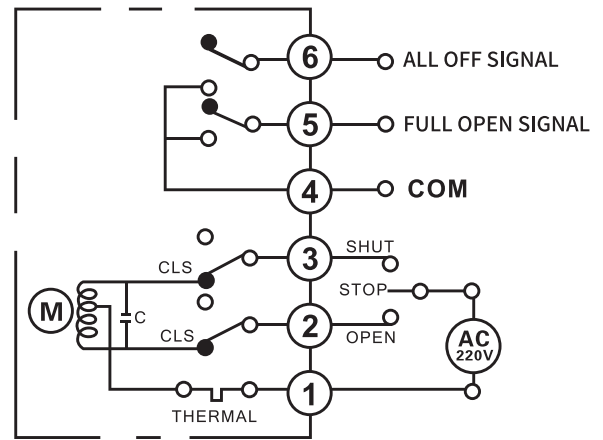 6 ALL OFF SIGNAL
5 FULL OPEN SIGNAL
4 COM
CLS 3 SHUT
STOP
M C
CLS 2 OPEN
AC
220V
1
THERMAL